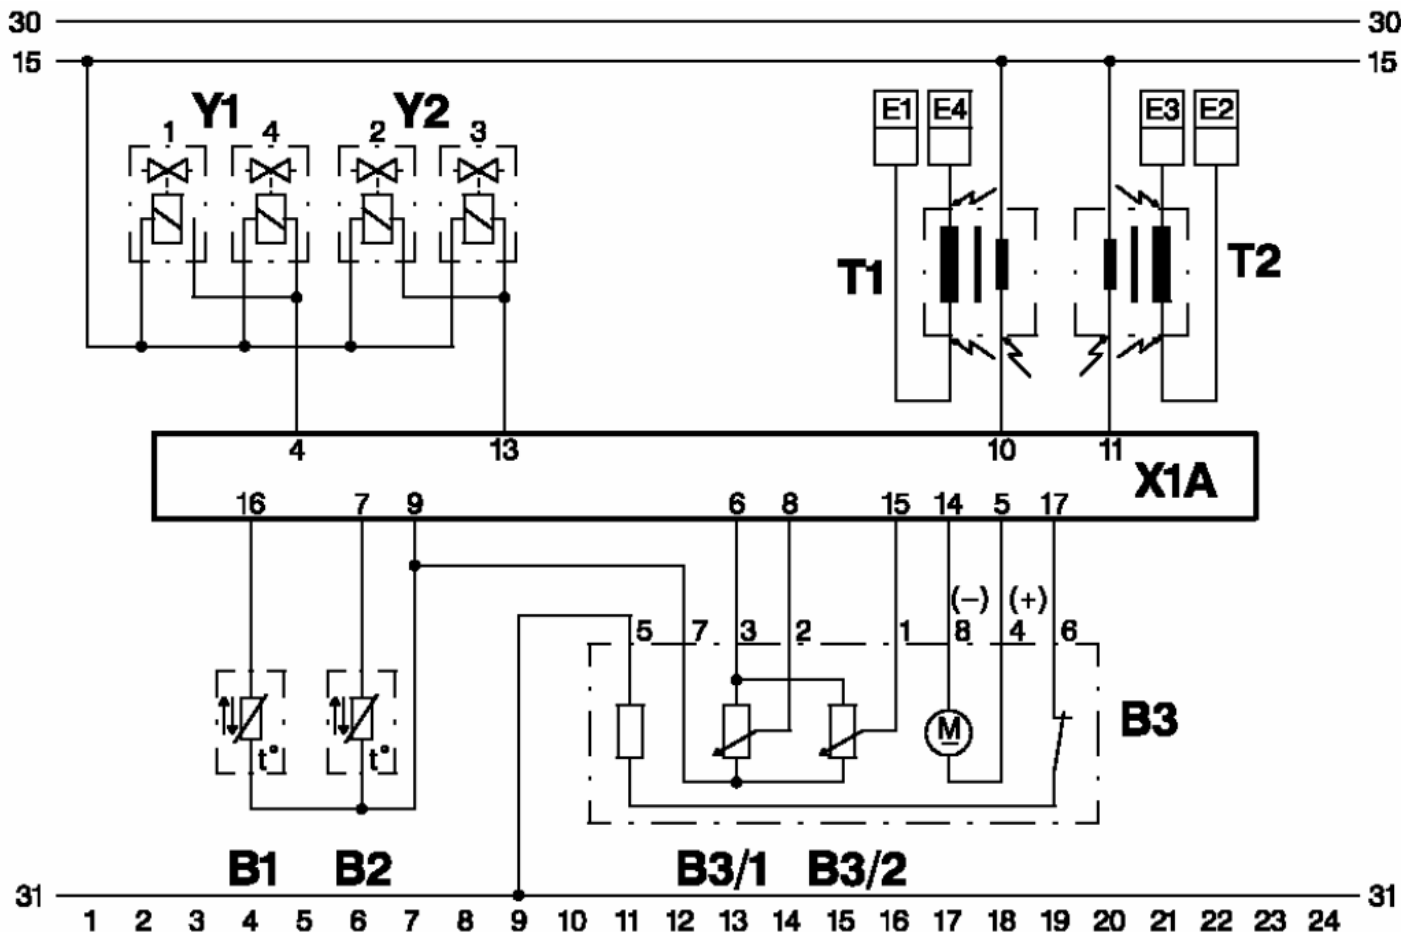 30 30
15 15
Y1 Y2
1 4 2 3
E1 E4 E3 E2
T1 T2
4 13 10 11
X1A
16 7 9 6 8 15 14 5 17
(−) (+)
5 7 3 2 1 8 4 6
M
B3
t° t°
B1 B2 B3/1 B3/2
31 31
1 2 3 4 5 6 7 8 9 10 11 12 13 14 15 16 17 18 19 20 21 22 23 24